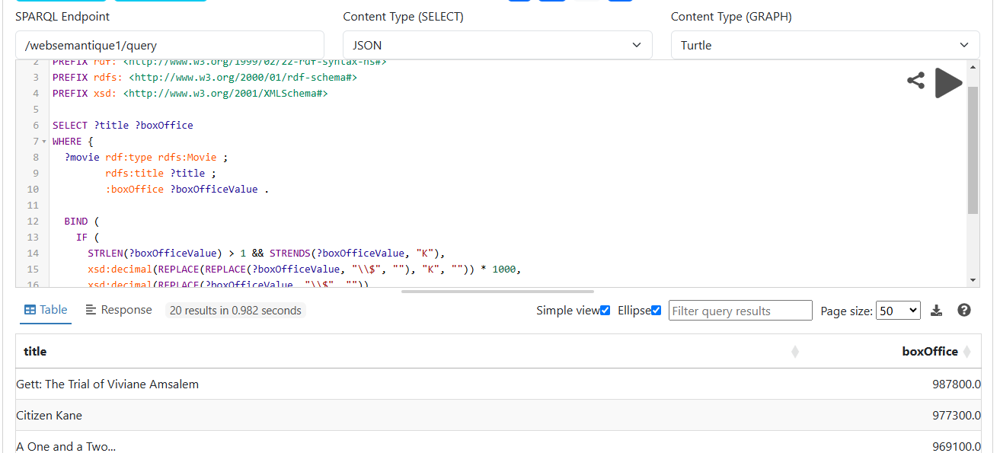 SPARQL Endpoint Content Type (SELECT) Content Type (GRAPH)
/websemantique1/query JSON Turtle
2 PREFIX rdf: <http://www.w3.org/1999/02/22-rdf-syntax-ns#>
3 PREFIX rdfs: <http://www.w3.org/2000/01/rdf-schema#>
4 PREFIX xsd: <http://www.w3.org/2001/XMLSchema#>
5
6 SELECT ?title ?boxOffice
7 WHERE {
8 ?movie rdf:type rdfs:Movie ;
9 rdfs:title ?title ;
10 :boxOffice ?boxOfficeValue .
11
12 BIND (
13 IF (
14 STRLEN(?boxOfficeValue) > 1 && STRENDS(?boxOfficeValue, "K"),
15 xsd:decimal(REPLACE(REPLACE(?boxOfficeValue, "\\$", ""), "K", "")) * 1000,
16 xsd:decimal(REPLACE(?boxOfficeValue, "\\$", ""))
Table Response 20 results in 0.982 seconds Simple view Ellipse Filter query results Page size: 50
title boxOffice
Gett: The Trial of Viviane Amsalem 987800.0
Citizen Kane 977300.0
A One and a Two... 969100.0